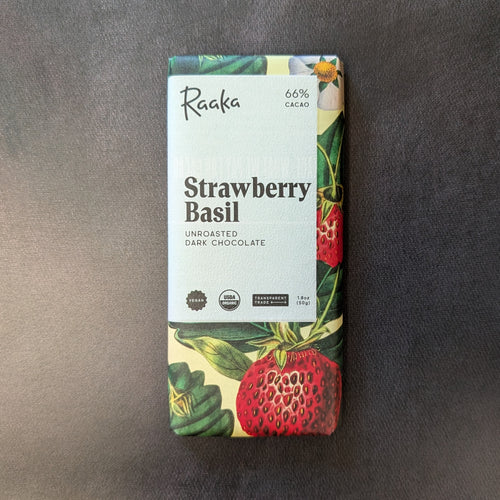 Raaka
66%
CACAO
Strawberry
Basil
UNROASTED
DARK CHOCOLATE
VEGAN
USDA
ORGANIC
TRANSPARENT
TRADE
1.8oz
(50g)